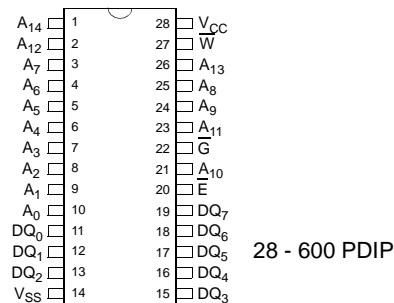 A14 1 28 VCC
A12 2 27 W̅
A7 3 26 A13
A6 4 25 A8
A5 5 24 A9
A4 6 23 A11
A3 7 22 G̅
A2 8 21 A10
A1 9 20 E̅
A0 10 19 DQ7
DQ0 11 18 DQ6
DQ1 12 17 DQ5 28 - 600 PDIP
DQ2 13 16 DQ4
VSS 14 15 DQ3